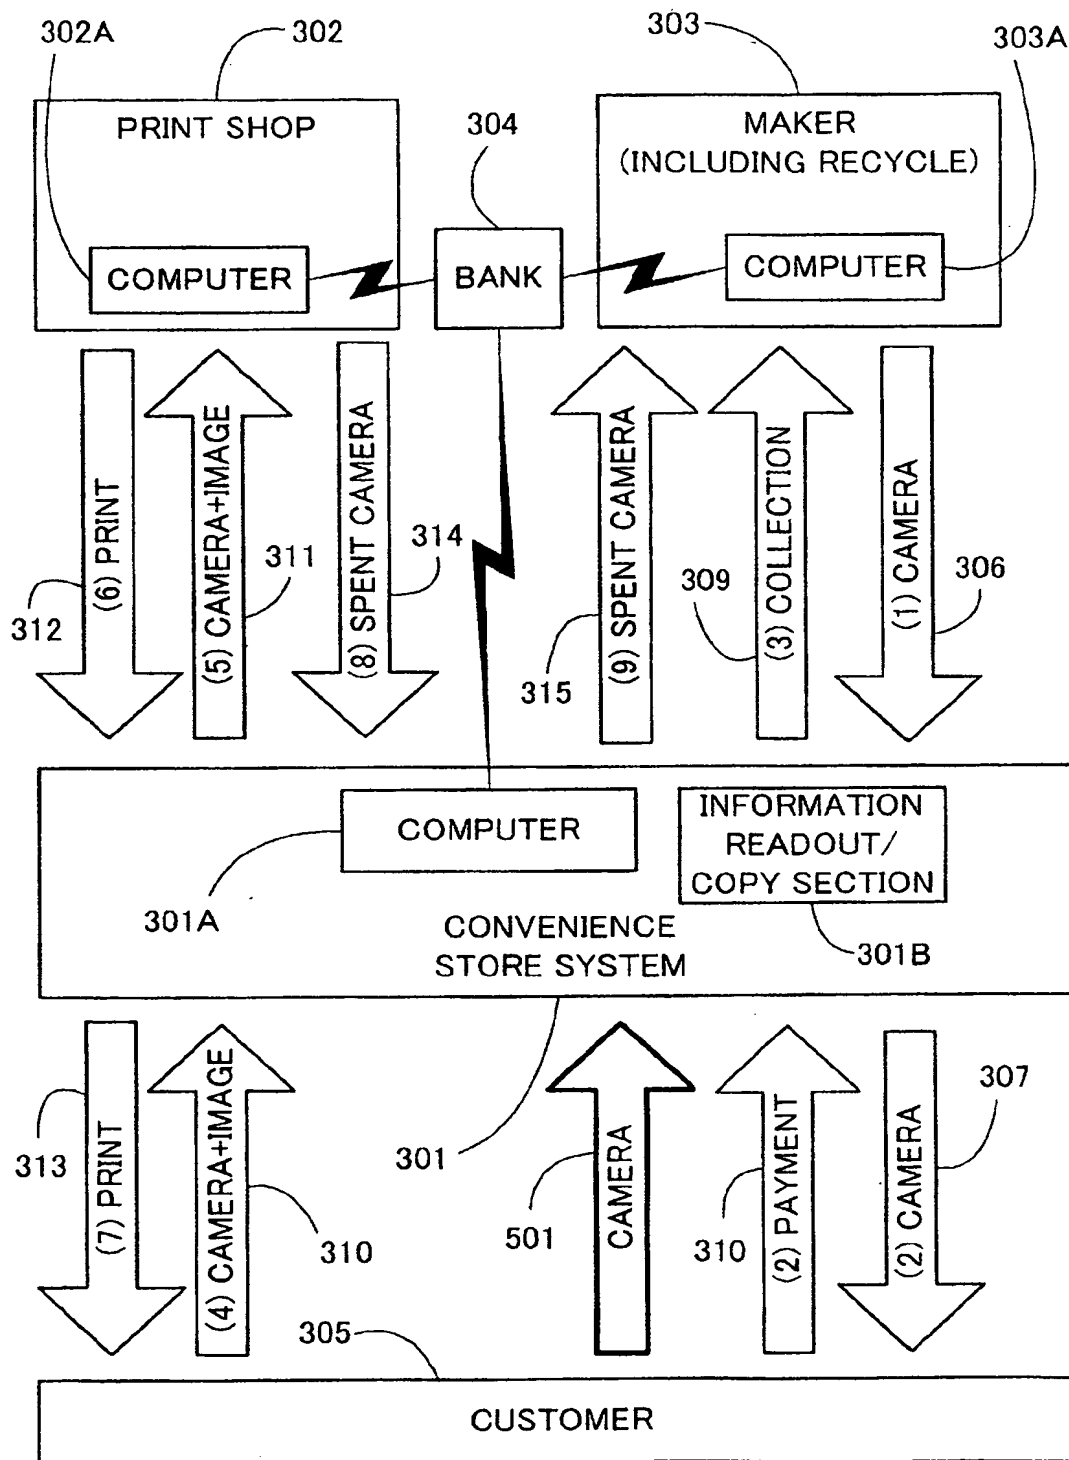 302A
302
303
303A
PRINT SHOP
304
MAKER
(INCLUDING RECYCLE)
COMPUTER
BANK
COMPUTER
(6) PRINT
(5) CAMERA+IMAGE
(8) SPENT CAMERA
(9) SPENT CAMERA
(3) COLLECTION
(1) CAMERA
312
311
314
315
309
306
COMPUTER
INFORMATION
READOUT/
COPY SECTION
301A
301B
CONVENIENCE
STORE SYSTEM
(7) PRINT
(4) CAMERA+IMAGE
CAMERA
(2) PAYMENT
(2) CAMERA
313
310
301
501
310
307
305
CUSTOMER